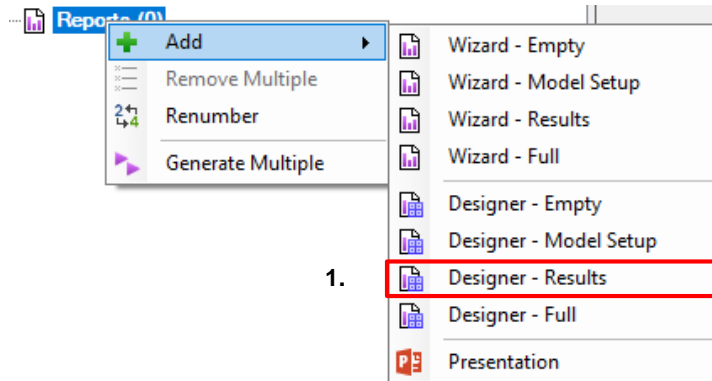 Reports (0)
Add
Remove Multiple
Renumber
Generate Multiple
Wizard - Empty
Wizard - Model Setup
Wizard - Results
Wizard - Full
Designer - Empty
Designer - Model Setup
1. Designer - Results
Designer - Full
Presentation